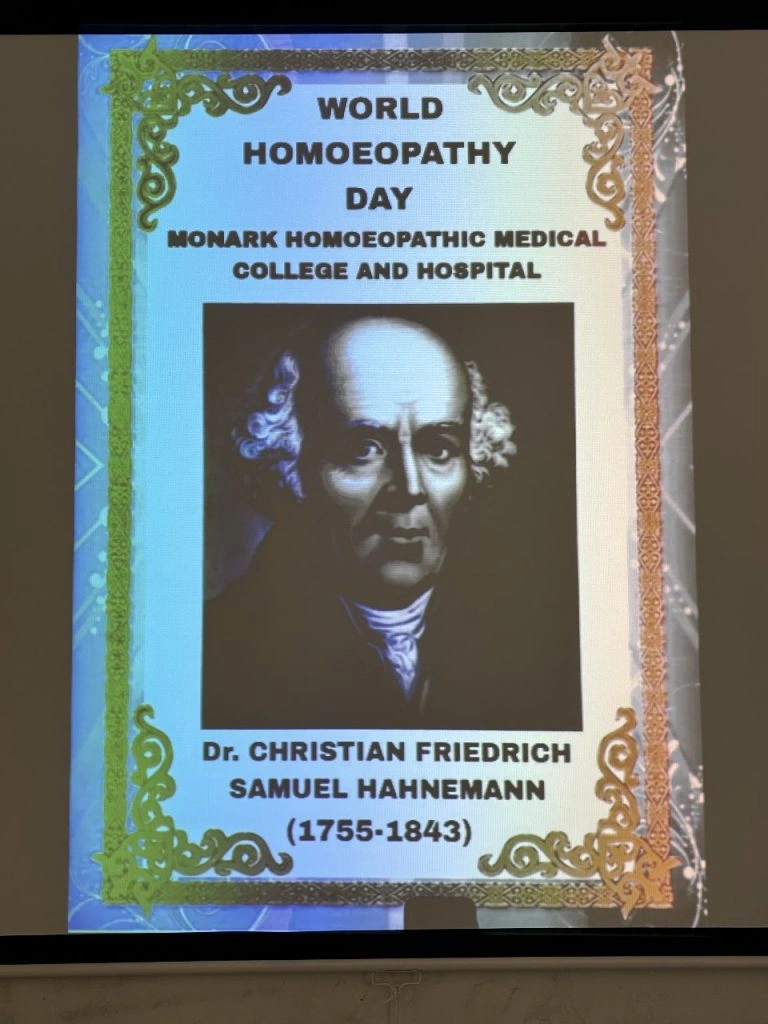 WORLD
HOMOEOPATHY
DAY
MONARK HOMOEOPATHIC MEDICAL
COLLEGE AND HOSPITAL
Dr. CHRISTIAN FRIEDRICH
SAMUEL HAHNEMANN
(1755-1843)